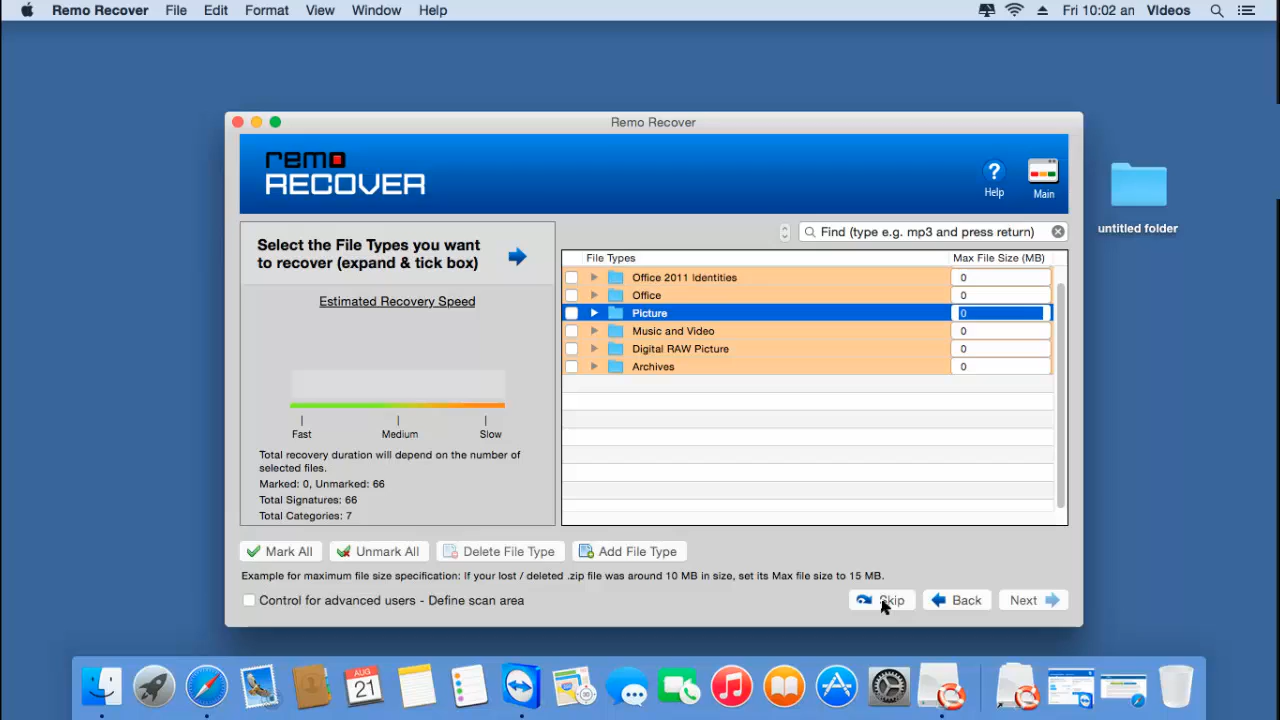 Remo Recover File Edit Format View Window Help Fri 10:02 an Videos
Remo Recover
remo
RECOVER
Help Main
untitled folder
Select the File Types you want
to recover (expand & tick box)
Estimated Recovery Speed
Fast Medium Slow
Total recovery duration will depend on the number of
selected files.
Marked: 0, Unmarked: 66
Total Signatures: 66
Total Categories: 7
Find (type e.g. mp3 and press return)
File Types Max File Size (MB)
Office 2011 Identities 0
Office 0
Picture 0
Music and Video 0
Digital RAW Picture 0
Archives 0
Mark All Unmark All Delete File Type Add File Type
Example for maximum file size specification: If your lost / deleted .zip file was around 10 MB in size, set its Max file size to 15 MB.
Control for advanced users - Define scan area
Skip Back Next
AUG
21